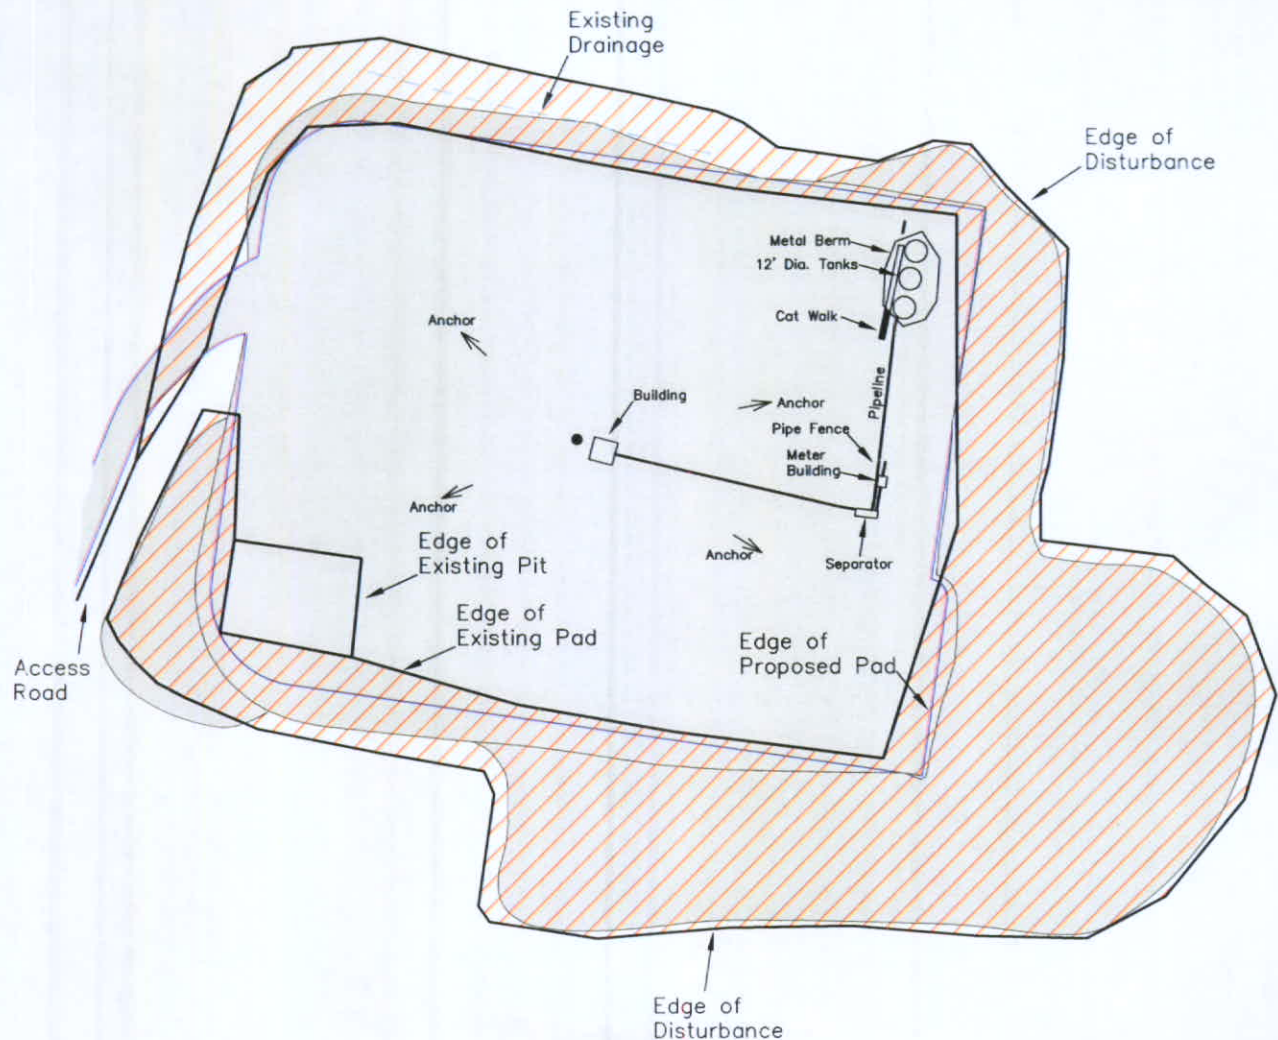 Existing
Drainage
Edge of
Disturbance
Metal Berm
12' Dia. Tanks
Cat Walk
Anchor
Pipeline
Building
Anchor
Pipe Fence
Meter
Building
Anchor
Anchor
Separator
Edge of
Existing Pit
Edge of
Existing Pad
Edge of
Proposed Pad
Access
Road
Edge of
Disturbance